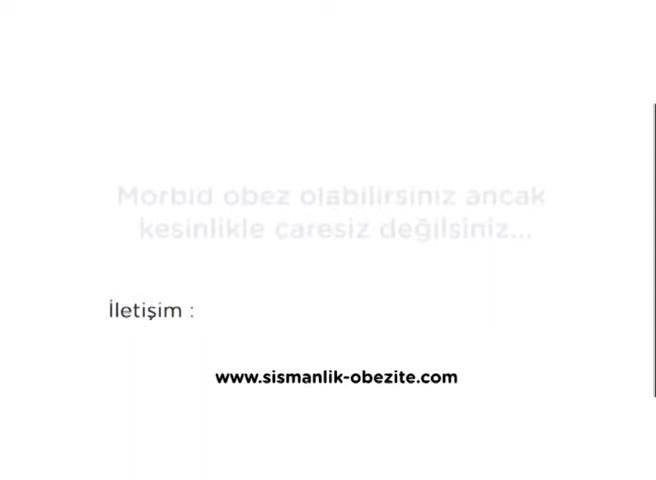 Morbid obez olabilirsiniz ancak
kesinlikle çaresiz değilsiniz...
İletişim :
www.sismanlik-obezite.com